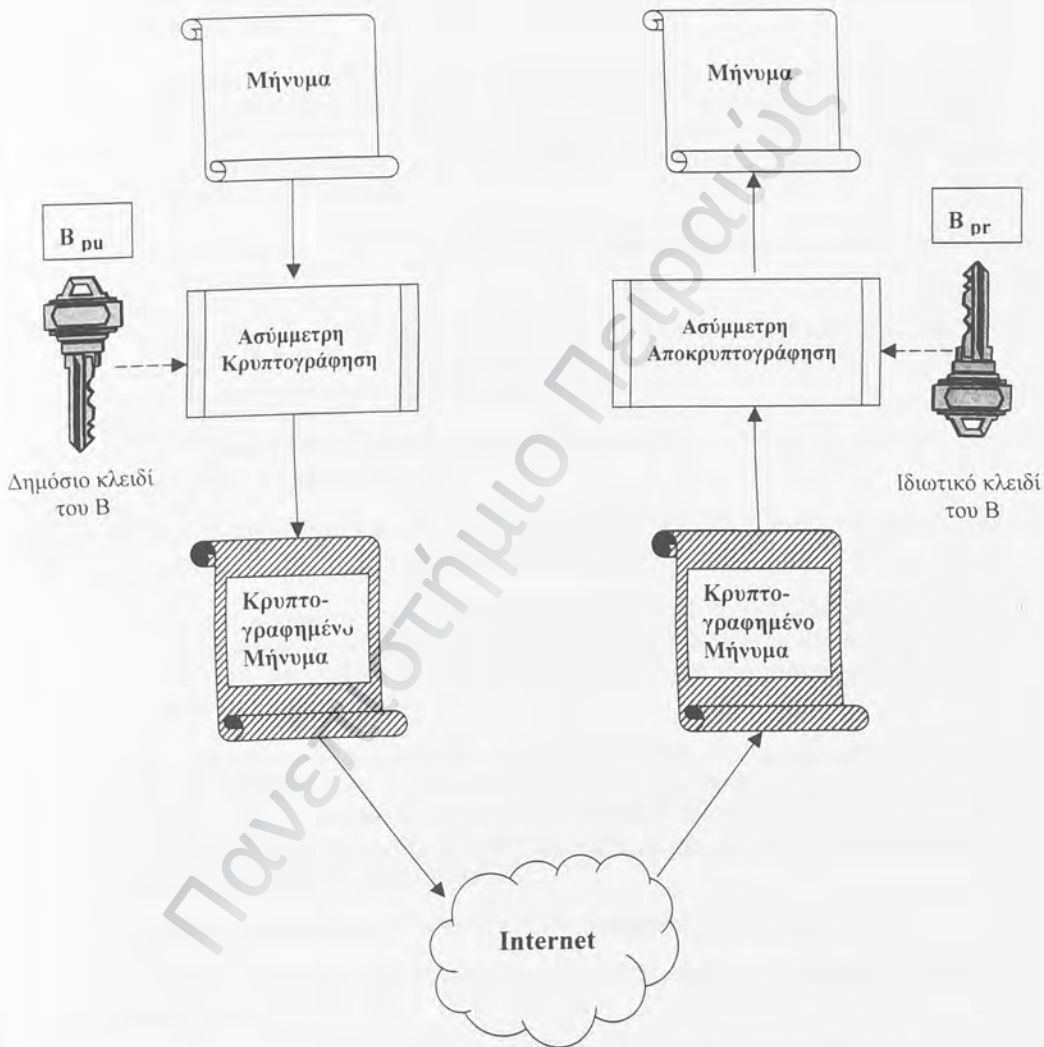 Μήνυμα
Μήνυμα
B pu
B pr
Ασύμμετρη
Κρυπτογράφηση
Ασύμμετρη
Αποκρυπτογράφηση
Δημόσιο κλειδί
του Β
Ιδιωτικό κλειδί
του Β
Κρυπτο-
γραφημένο
Μήνυμα
Κρυπτο-
γραφημένο
Μήνυμα
Internet
Πανεπιστήμιο Πειραιώς